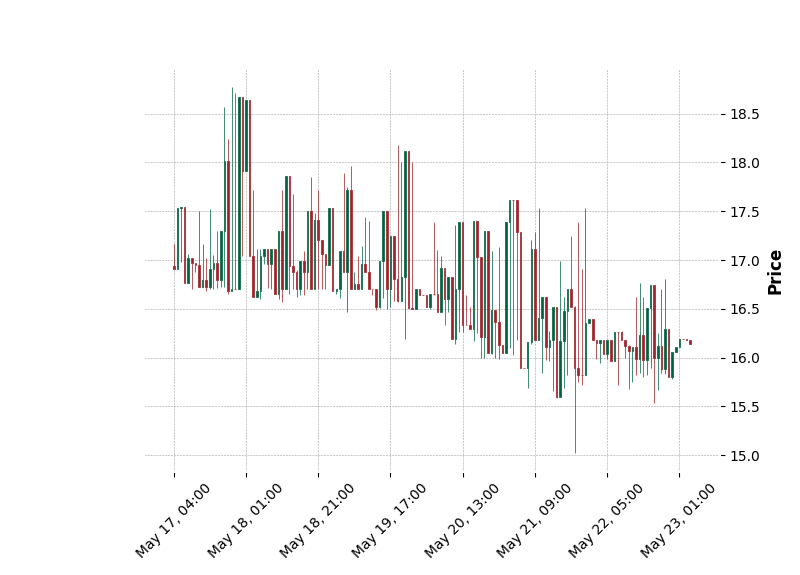 18.5
18.0
17.5
17.0
16.5
16.0
15.5
15.0
Price
May 17, 04:00
May 18, 01:00
May 18, 21:00
May 19, 17:00
May 20, 13:00
May 21, 09:00
May 22, 05:00
May 23, 01:00